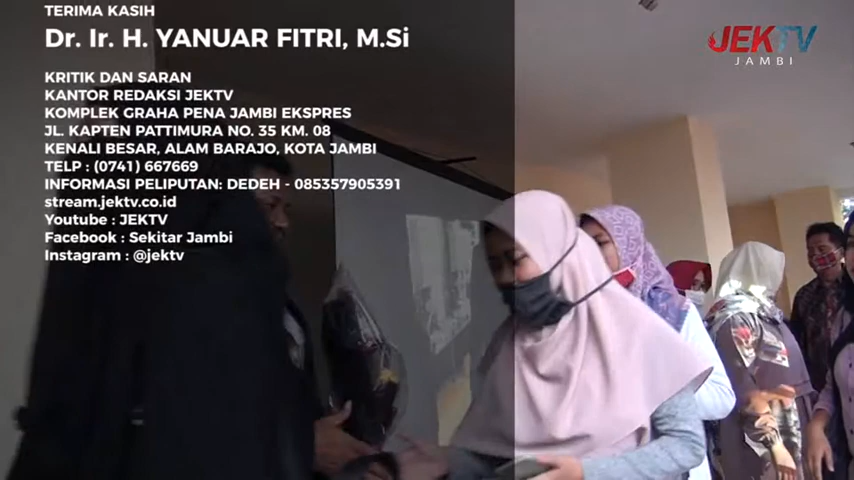 TERIMA KASIH
Dr. Ir. H. YANUAR FITRI, M.Si
JEKTV
JAMBI
KRITIK DAN SARAN
KANTOR REDAKSI JEKTV
KOMPLEK GRAHA PENA JAMBI EKSPRES
JL. KAPTEN PATTIMURA NO. 35 KM. 08
KENALI BESAR, ALAM BARAJO, KOTA JAMBI
TELP : (0741) 667669
INFORMASI PELIPUTAN: DEDEH - 085357905391
stream.jektv.co.id
Youtube : JEKTV
Facebook : Sekitar Jambi
Instagram : @jektv